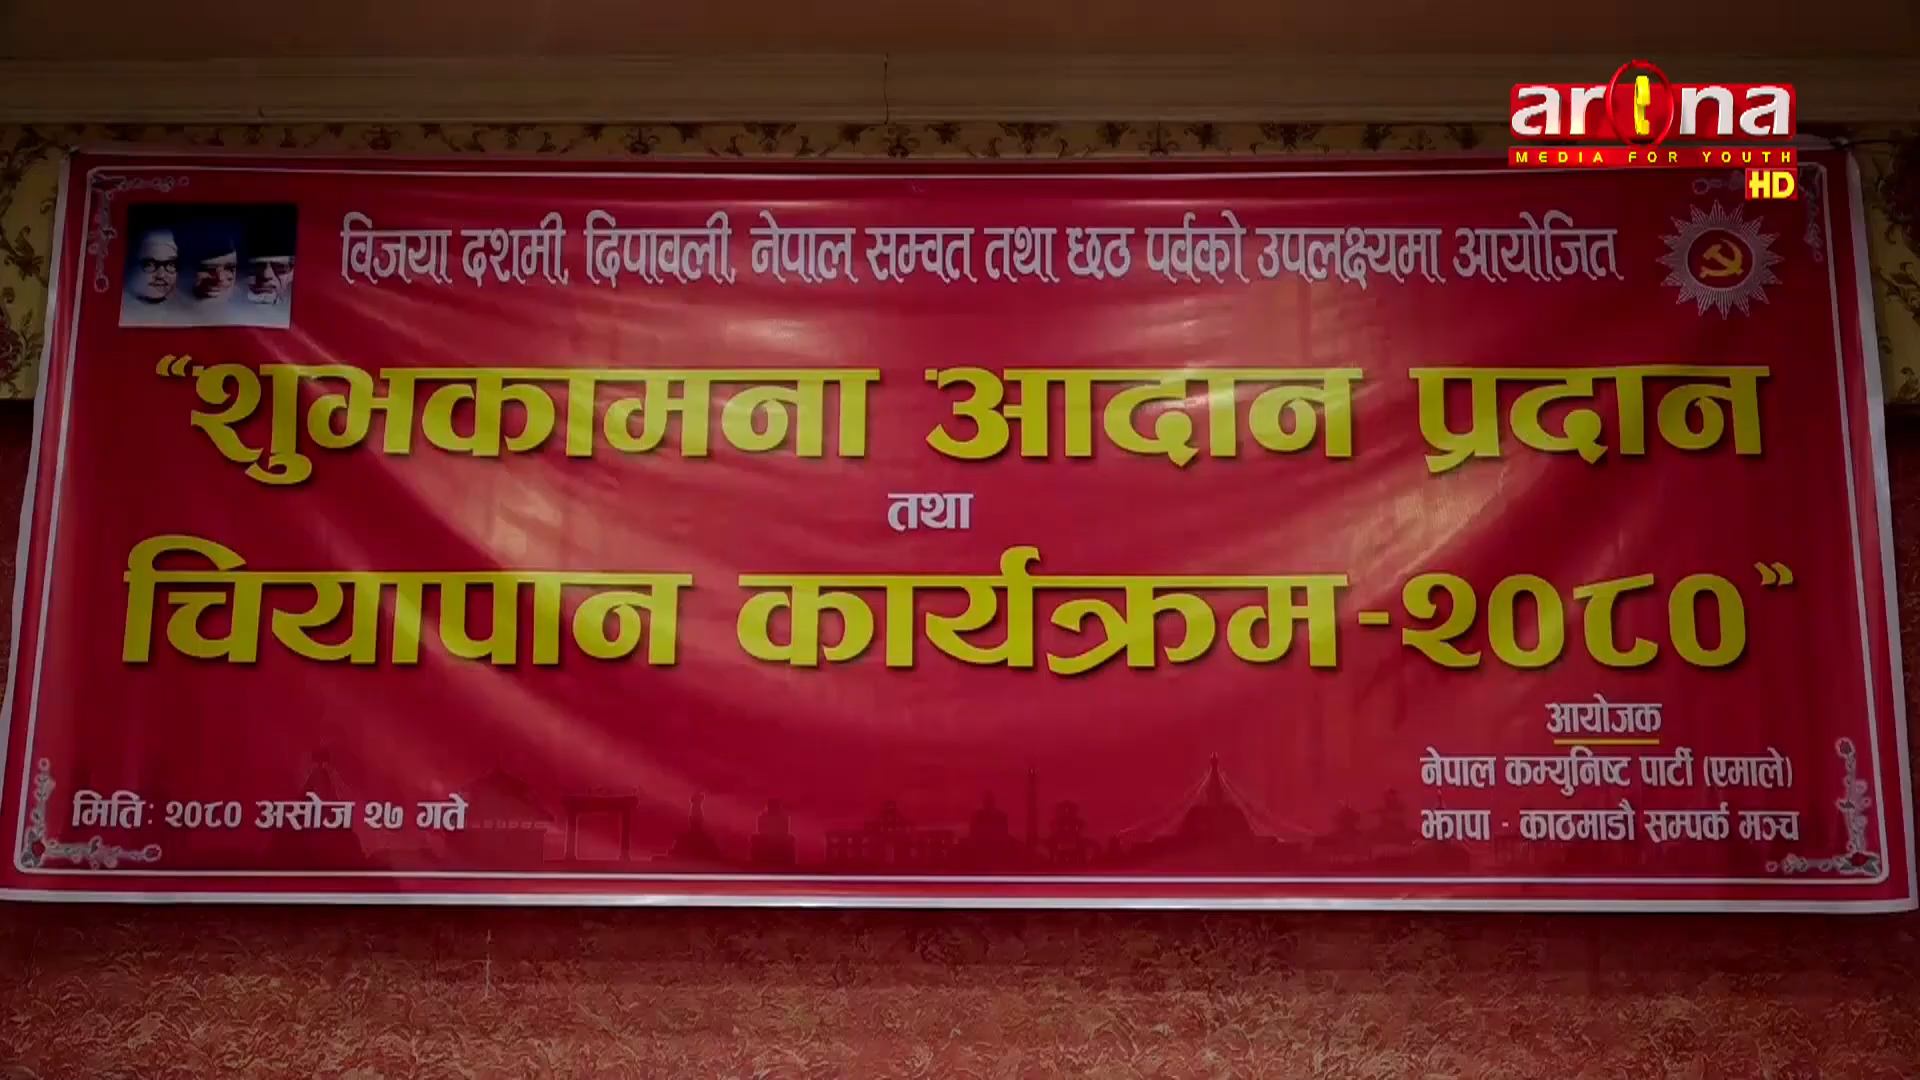 artna
MEDIA FOR YOUTH
HD
विजया दशमी, दिपावली, नेपाल सम्वत तथा छठ पर्वको उपलक्ष्यमा आयोजित
“शुभकामना आदान प्रदान
तथा
चियापान कार्यक्रम-२०८०”
आयोजक
नेपाल कम्युनिष्ट पार्टी (एमाले)
झापा - काठमाडौ सम्पर्क मञ्च
मिति: २०८० असोज २७ गते